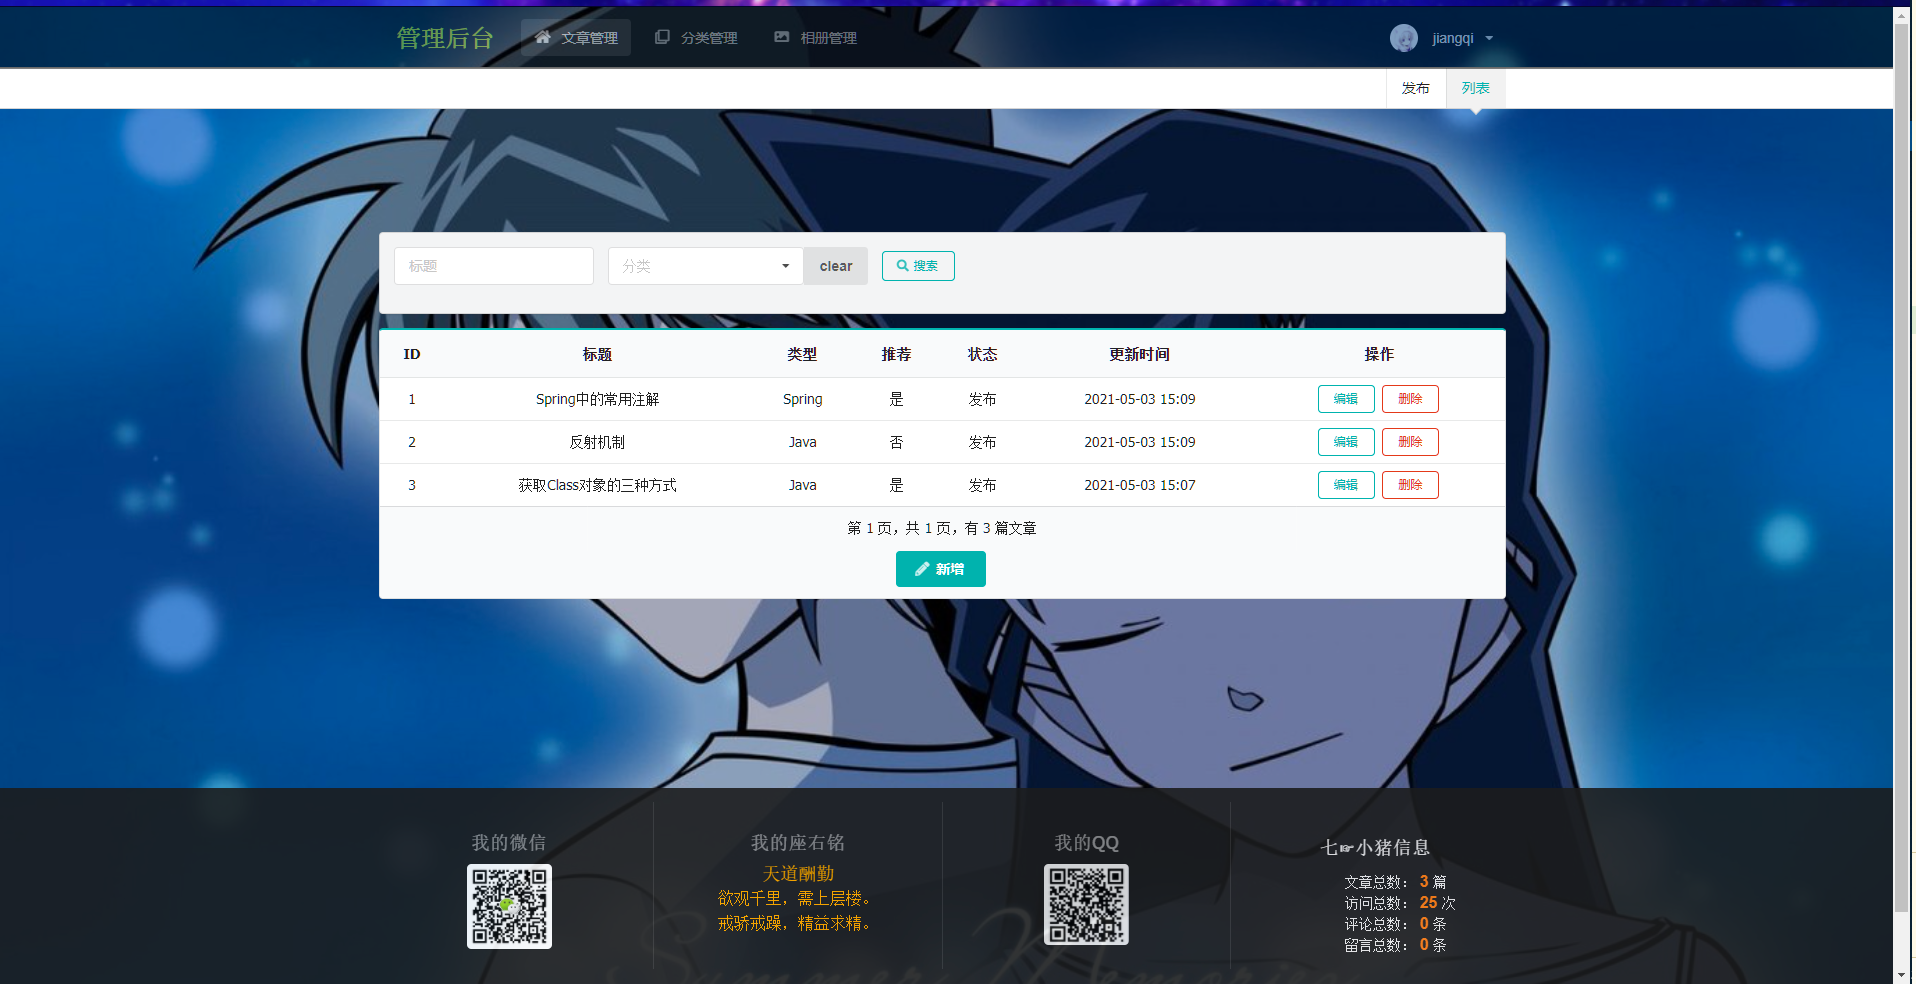 管理后台 文章管理 分类管理 相册管理 jiangqi
发布 列表
标题 分类 clear 搜索
ID 标题 类型 推荐 状态 更新时间 操作
1 Spring中的常用注解 Spring 是 发布 2021-05-03 15:09 编辑 删除
2 反射机制 Java 否 发布 2021-05-03 15:09 编辑 删除
3 获取Class对象的三种方式 Java 是 发布 2021-05-03 15:07 编辑 删除
第 1 页，共 1 页，有 3 篇文章
新增
我的微信
我的座右铭
天道酬勤
欲观千里，需上层楼。
戒骄戒躁，精益求精。
我的QQ
七☞小猪信息
文章总数： 3 篇
访问总数： 25 次
评论总数： 0 条
留言总数： 0 条
Summer Memories